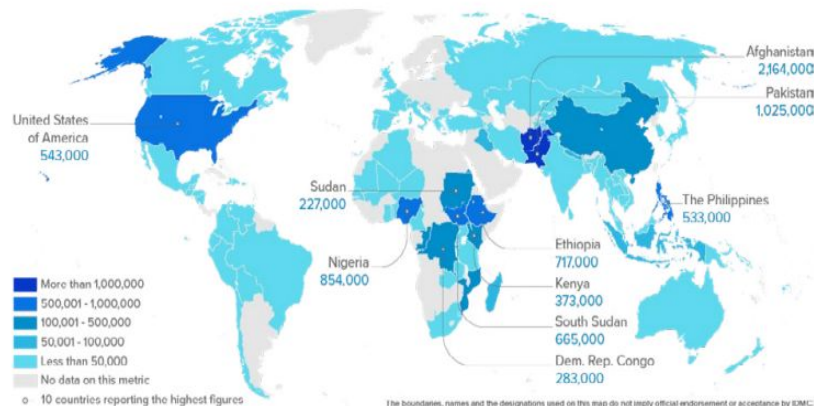 Afghanistan
2,164,000
Pakistan
1,025,000
United States
of America
543,000
Sudan
227,000
The Philippines
533,000
Nigeria
854,000
Ethiopia
717,000
Kenya
373,000
South Sudan
665,000
Dem. Rep. Congo
283,000
More than 1,000,000
500,001 - 1,000,000
100,001 - 500,000
50,001 - 100,000
Less than 50,000
No data on this metric
10 countries reporting the highest figures
The boundaries, names and the designations used on this map do not imply official endorsement or acceptance by IDMC.